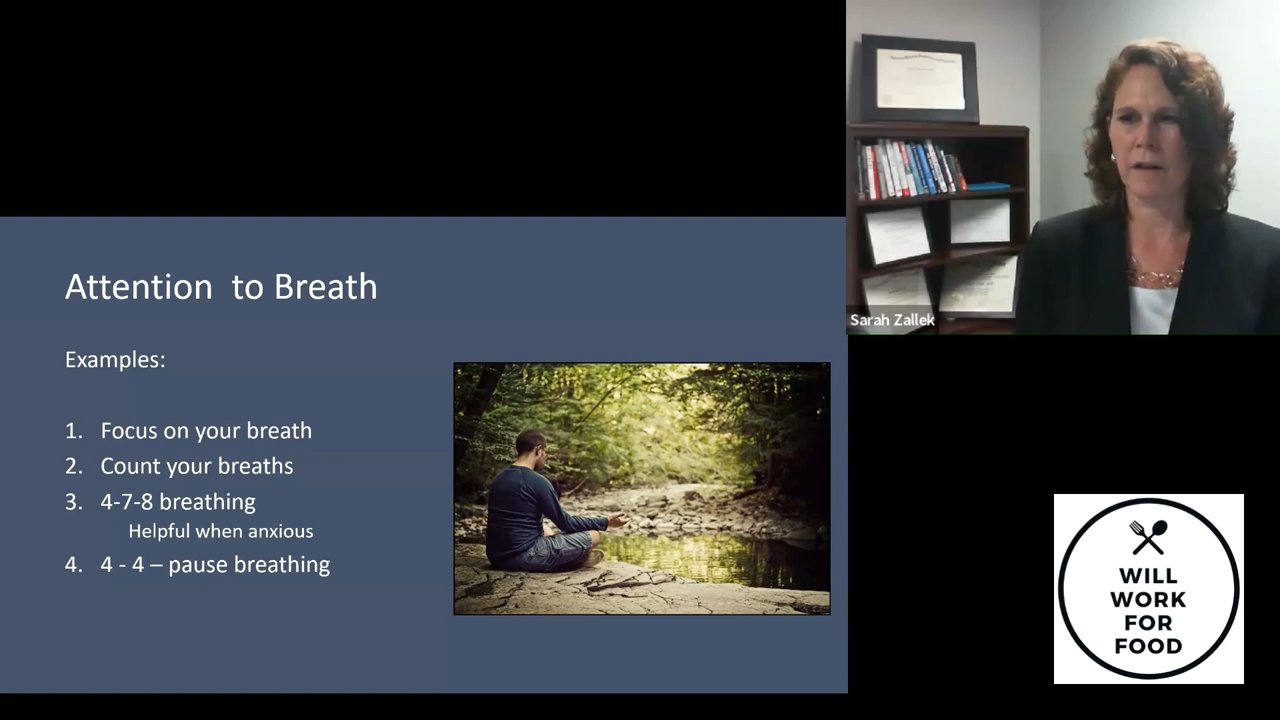 Attention  to Breath
Examples:
1. Focus on your breath
2. Count your breaths
3. 4-7-8 breathing
Helpful when anxious
4. 4 - 4 – pause breathing
Sarah Zallek
WILL
WORK
FOR
FOOD